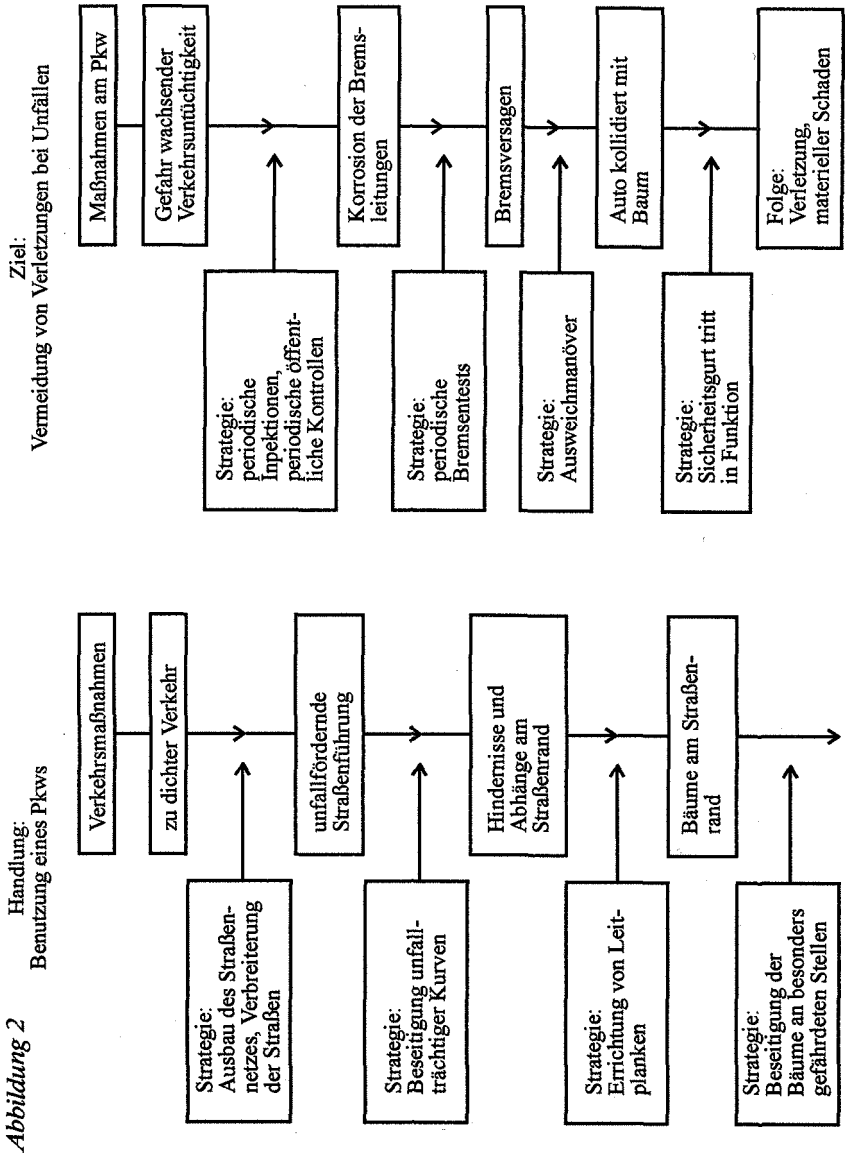 Abbildung 2
Handlung:
Benutzung eines Pkws
Verkehrsmaßnahmen
zu dichter Verkehr
Strategie:
Ausbau des Straßen-
netzes, Verbreiterung
der Straßen
unfallfördernde
Straßenführung
Strategie:
Beseitigung unfall-
trächtiger Kurven
Hindernisse und
Abhänge am
Straßenrand
Strategie:
Errichtung von Leit-
planken
Bäume am Straßen-
rand
Strategie:
Beseitigung der
Bäume an besonders
gefährdeten Stellen
Ziel:
Vermeidung von Verletzungen bei Unfällen
Maßnahmen am Pkw
Gefahr wachsender
Verkehrsuntüchtigkeit
Strategie:
periodische
Inpektionen,
periodische öffent-
liche Kontrollen
Korrosion der Brems-
leitungen
Strategie:
periodische
Bremsentests
Bremsversagen
Strategie:
Ausweichmanöver
Auto kollidiert mit
Baum
Strategie:
Sicherheitsgurt tritt
in Funktion
Folge:
Verletzung,
materieller Schaden